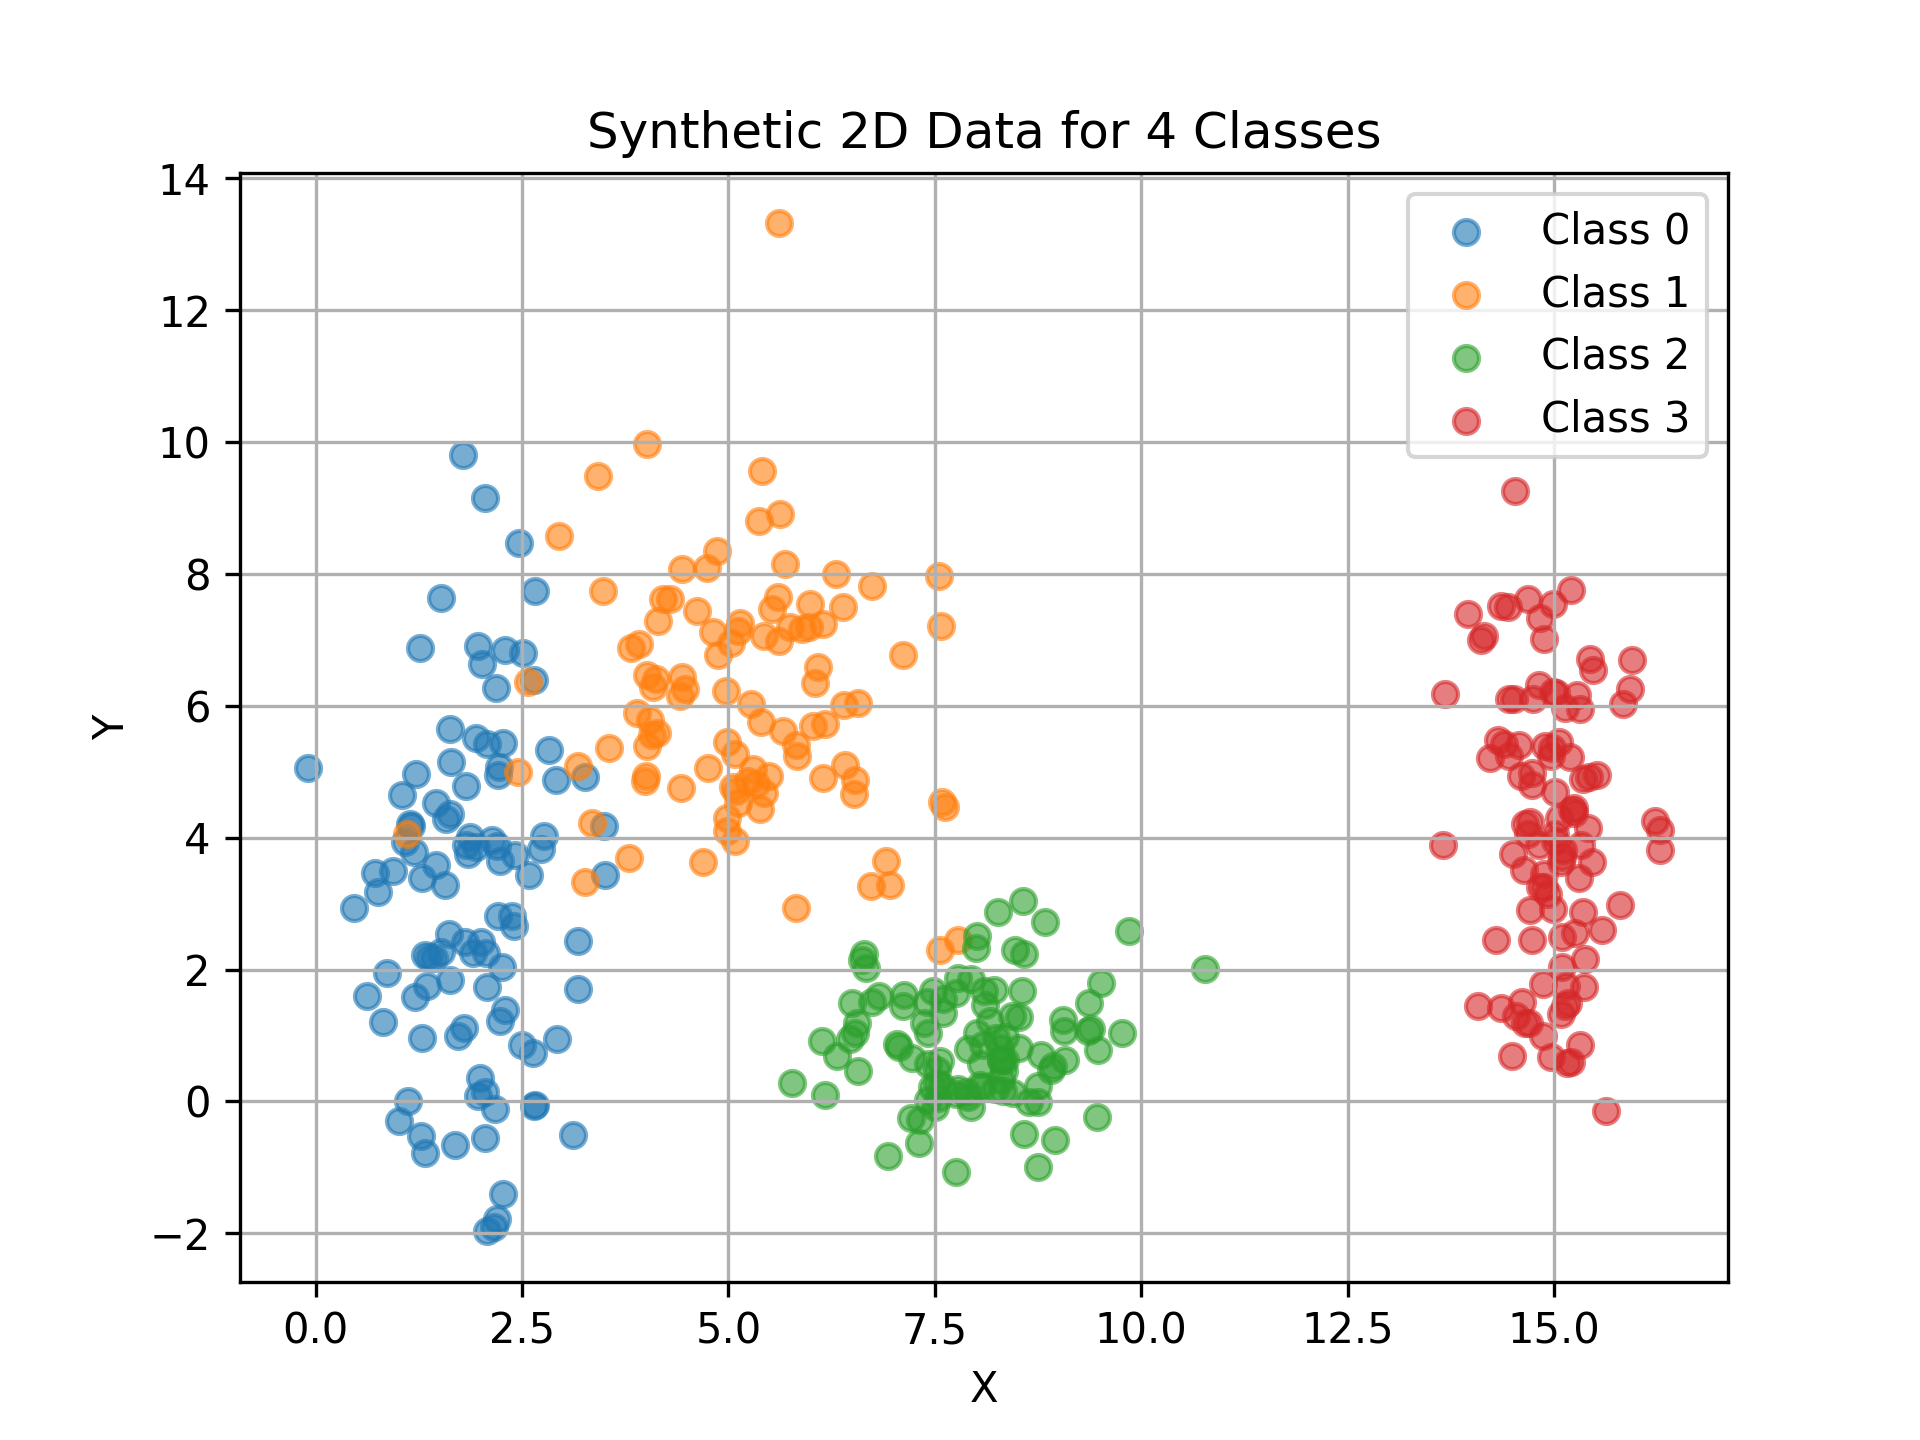 Synthetic 2D Data for 4 Classes
14
12
10
8
6
4
2
0
−2
Y
Class 0
Class 1
Class 2
Class 3
0.0 2.5 5.0 7.5 10.0 12.5 15.0
X